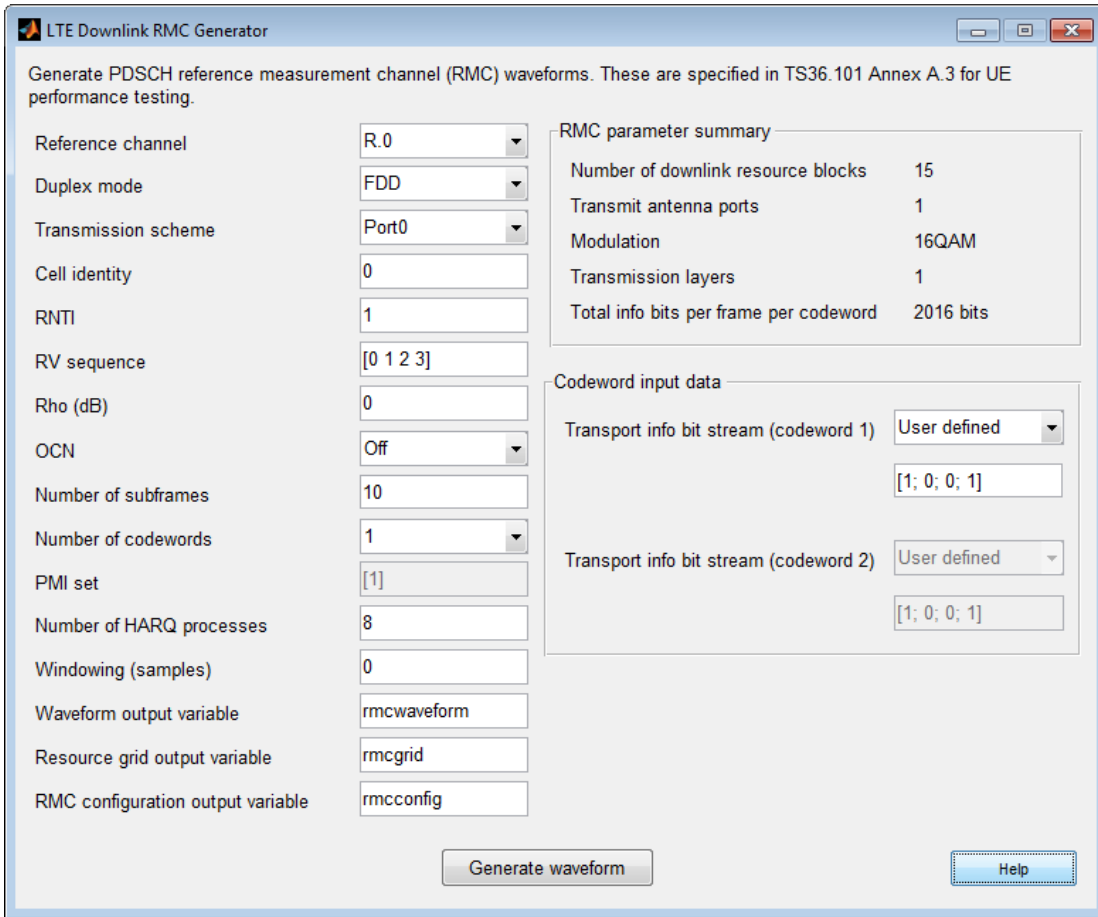 LTE Downlink RMC Generator
Generate PDSCH reference measurement channel (RMC) waveforms. These are specified in TS36.101 Annex A.3 for UE
performance testing.
Reference channel R.0
Duplex mode FDD
Transmission scheme Port0
Cell identity 0
RNTI 1
RV sequence [0 1 2 3]
Rho (dB) 0
OCN Off
Number of subframes 10
Number of codewords 1
PMI set [1]
Number of HARQ processes 8
Windowing (samples) 0
Waveform output variable rmcwaveform
Resource grid output variable rmcgrid
RMC configuration output variable rmcconfig
RMC parameter summary
Number of downlink resource blocks 15
Transmit antenna ports 1
Modulation 16QAM
Transmission layers 1
Total info bits per frame per codeword 2016 bits
Codeword input data
Transport info bit stream (codeword 1) User defined
[1; 0; 0; 1]
Transport info bit stream (codeword 2) User defined
[1; 0; 0; 1]
Generate waveform
Help